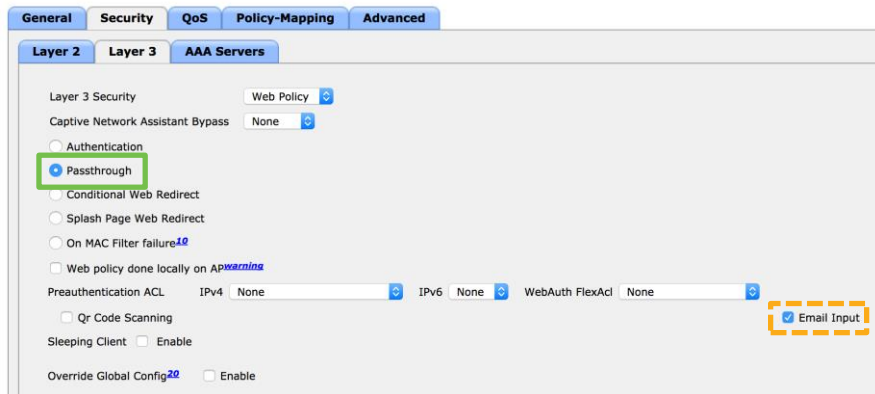 General Security QoS Policy-Mapping Advanced
Layer 2 Layer 3 AAA Servers
Layer 3 Security Web Policy
Captive Network Assistant Bypass None
Authentication
Passthrough
Conditional Web Redirect
Splash Page Web Redirect
On MAC Filter failure10
Web policy done locally on APwarning
Preauthentication ACL IPv4 None IPv6 None WebAuth FlexAcl None
Qr Code Scanning Email Input
Sleeping Client Enable
Override Global Config20 Enable